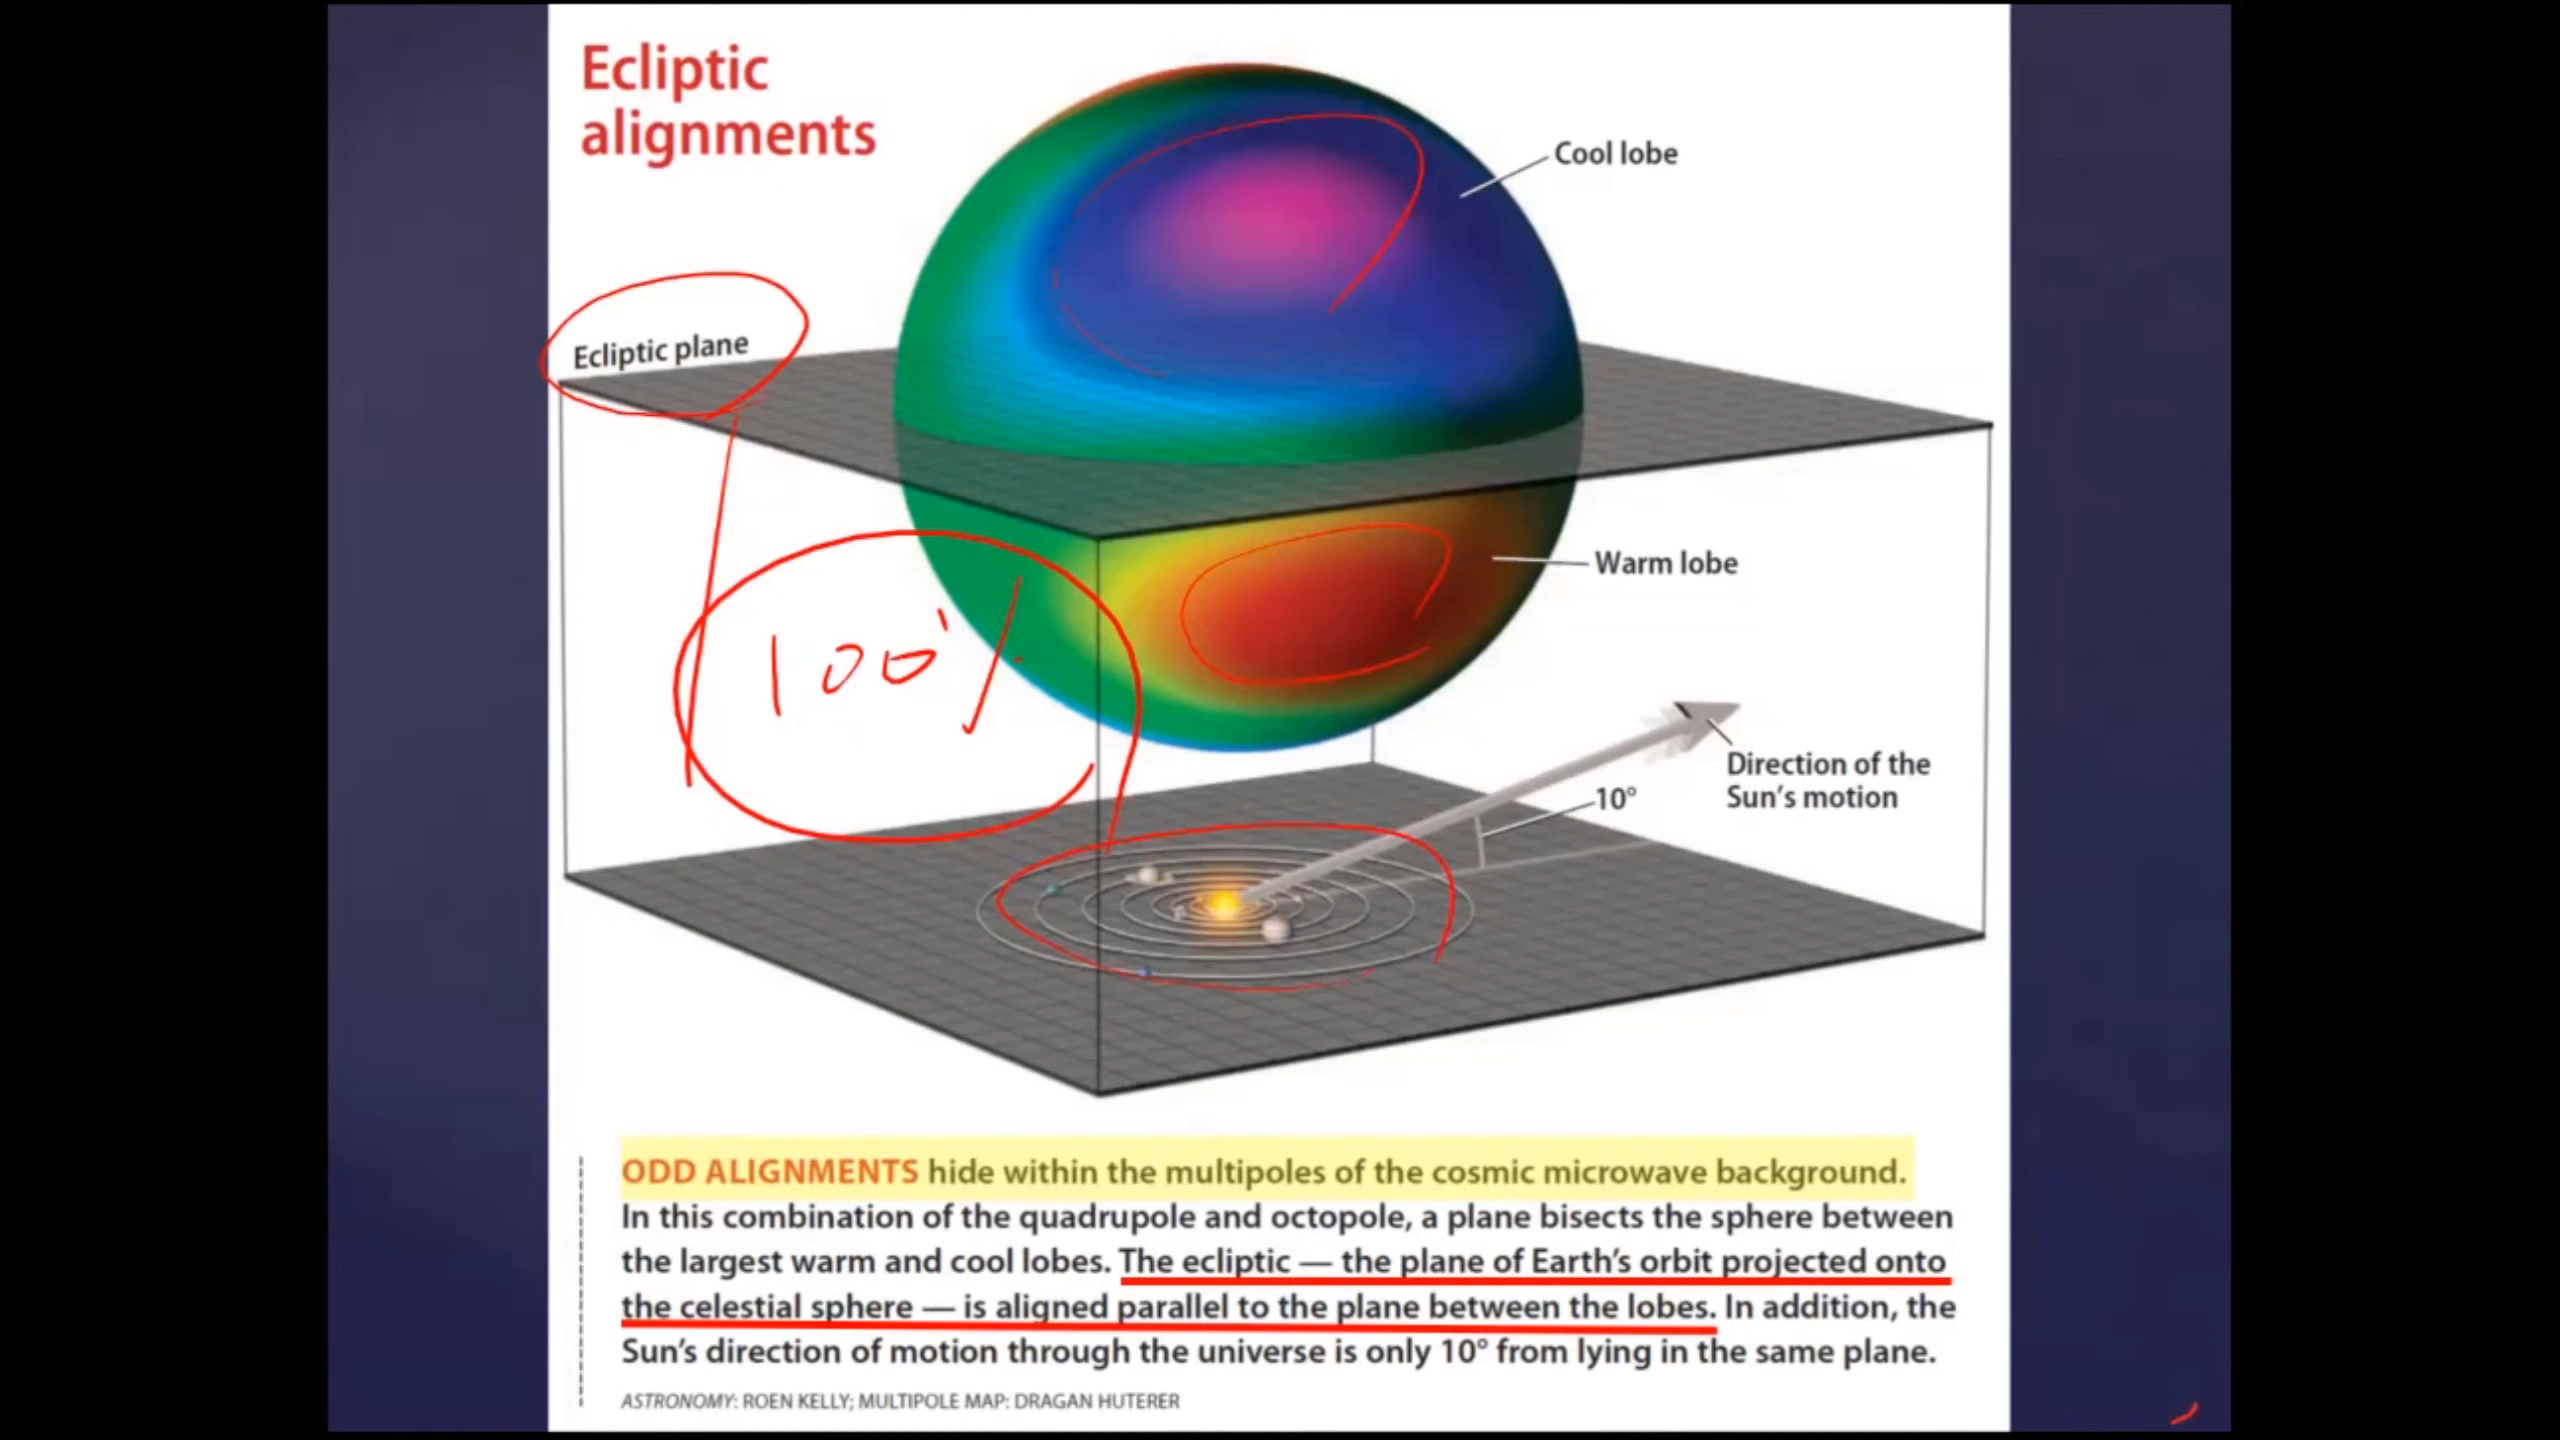 Ecliptic
alignments
Cool lobe
Ecliptic plane
Warm lobe
100%
Direction of the
Sun's motion
10°
ODD ALIGNMENTS hide within the multipoles of the cosmic microwave background.
In this combination of the quadrupole and octopole, a plane bisects the sphere between
the largest warm and cool lobes. The ecliptic — the plane of Earth's orbit projected onto
the celestial sphere — is aligned parallel to the plane between the lobes. In addition, the
Sun's direction of motion through the universe is only 10° from lying in the same plane.
ASTRONOMY: ROEN KELLY; MULTIPOLE MAP: DRAGAN HUTERER